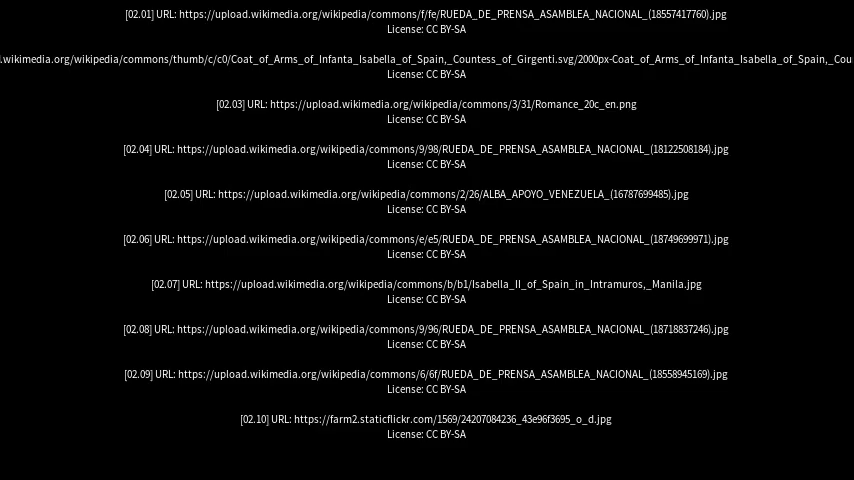 [02.01] URL: https://upload.wikimedia.org/wikipedia/commons/f/fe/RUEDA_DE_PRENSA_ASAMBLEA_NACIONAL_(18557417760).jpg
License: CC BY-SA
.wikimedia.org/wikipedia/commons/thumb/c/c0/Coat_of_Arms_of_Infanta_Isabella_of_Spain,_Countess_of_Girgenti.svg/2000px-Coat_of_Arms_of_Infanta_Isabella_of_Spain,_Cou
License: CC BY-SA
[02.03] URL: https://upload.wikimedia.org/wikipedia/commons/3/31/Romance_20c_en.png
License: CC BY-SA
[02.04] URL: https://upload.wikimedia.org/wikipedia/commons/9/98/RUEDA_DE_PRENSA_ASAMBLEA_NACIONAL_(18122508184).jpg
License: CC BY-SA
[02.05] URL: https://upload.wikimedia.org/wikipedia/commons/2/26/ALBA_APOYO_VENEZUELA_(16787699485).jpg
License: CC BY-SA
[02.06] URL: https://upload.wikimedia.org/wikipedia/commons/e/e5/RUEDA_DE_PRENSA_ASAMBLEA_NACIONAL_(18749699971).jpg
License: CC BY-SA
[02.07] URL: https://upload.wikimedia.org/wikipedia/commons/b/b1/Isabella_II_of_Spain_in_Intramuros,_Manila.jpg
License: CC BY-SA
[02.08] URL: https://upload.wikimedia.org/wikipedia/commons/9/96/RUEDA_DE_PRENSA_ASAMBLEA_NACIONAL_(18718837246).jpg
License: CC BY-SA
[02.09] URL: https://upload.wikimedia.org/wikipedia/commons/6/6f/RUEDA_DE_PRENSA_ASAMBLEA_NACIONAL_(18558945169).jpg
License: CC BY-SA
[02.10] URL: https://farm2.staticflickr.com/1569/24207084236_43e96f3695_o_d.jpg
License: CC BY-SA